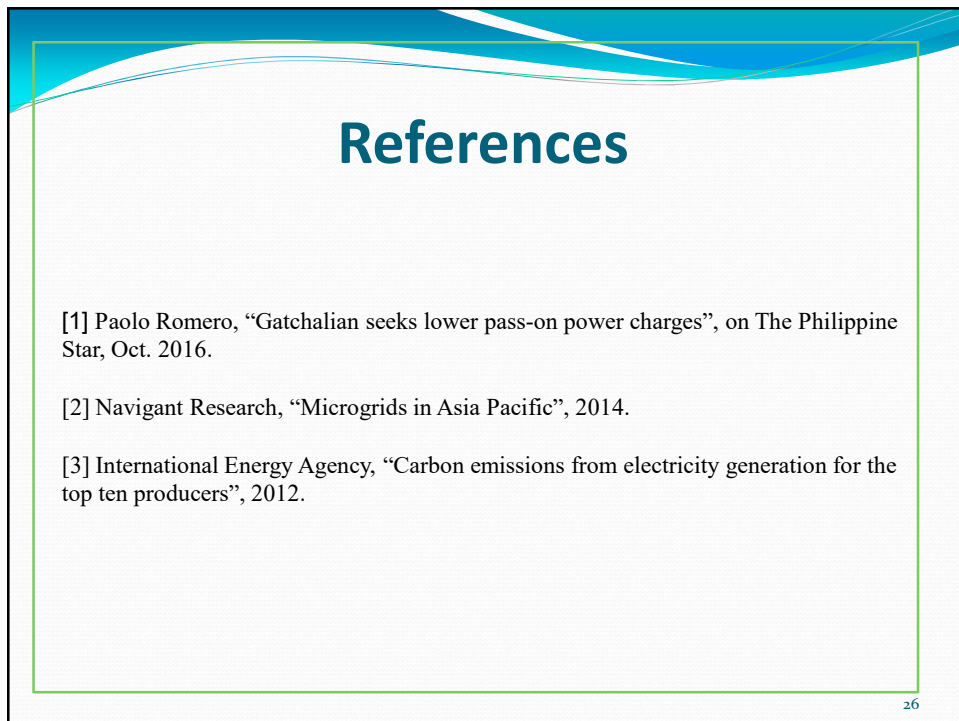 References
[1] Paolo Romero, “Gatchalian seeks lower pass-on power charges”, on The Philippine
Star, Oct. 2016.
[2] Navigant Research, “Microgrids in Asia Pacific”, 2014.
[3] International Energy Agency, “Carbon emissions from electricity generation for the
top ten producers”, 2012.
26